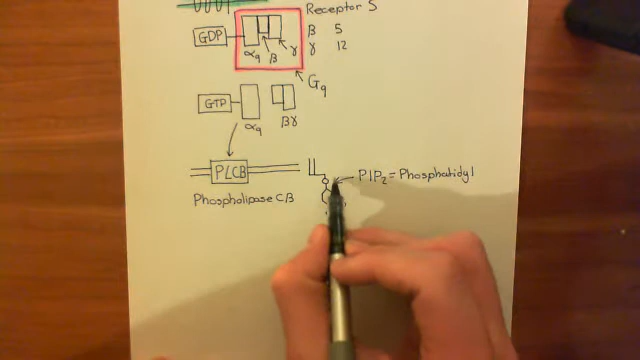 Receptor S
GDP
β 5
γ 12
αq β γ
Gq
GTP
αq βγ
PLCβ
PIP₂ = Phosphatidyl
Phospholipase Cβ